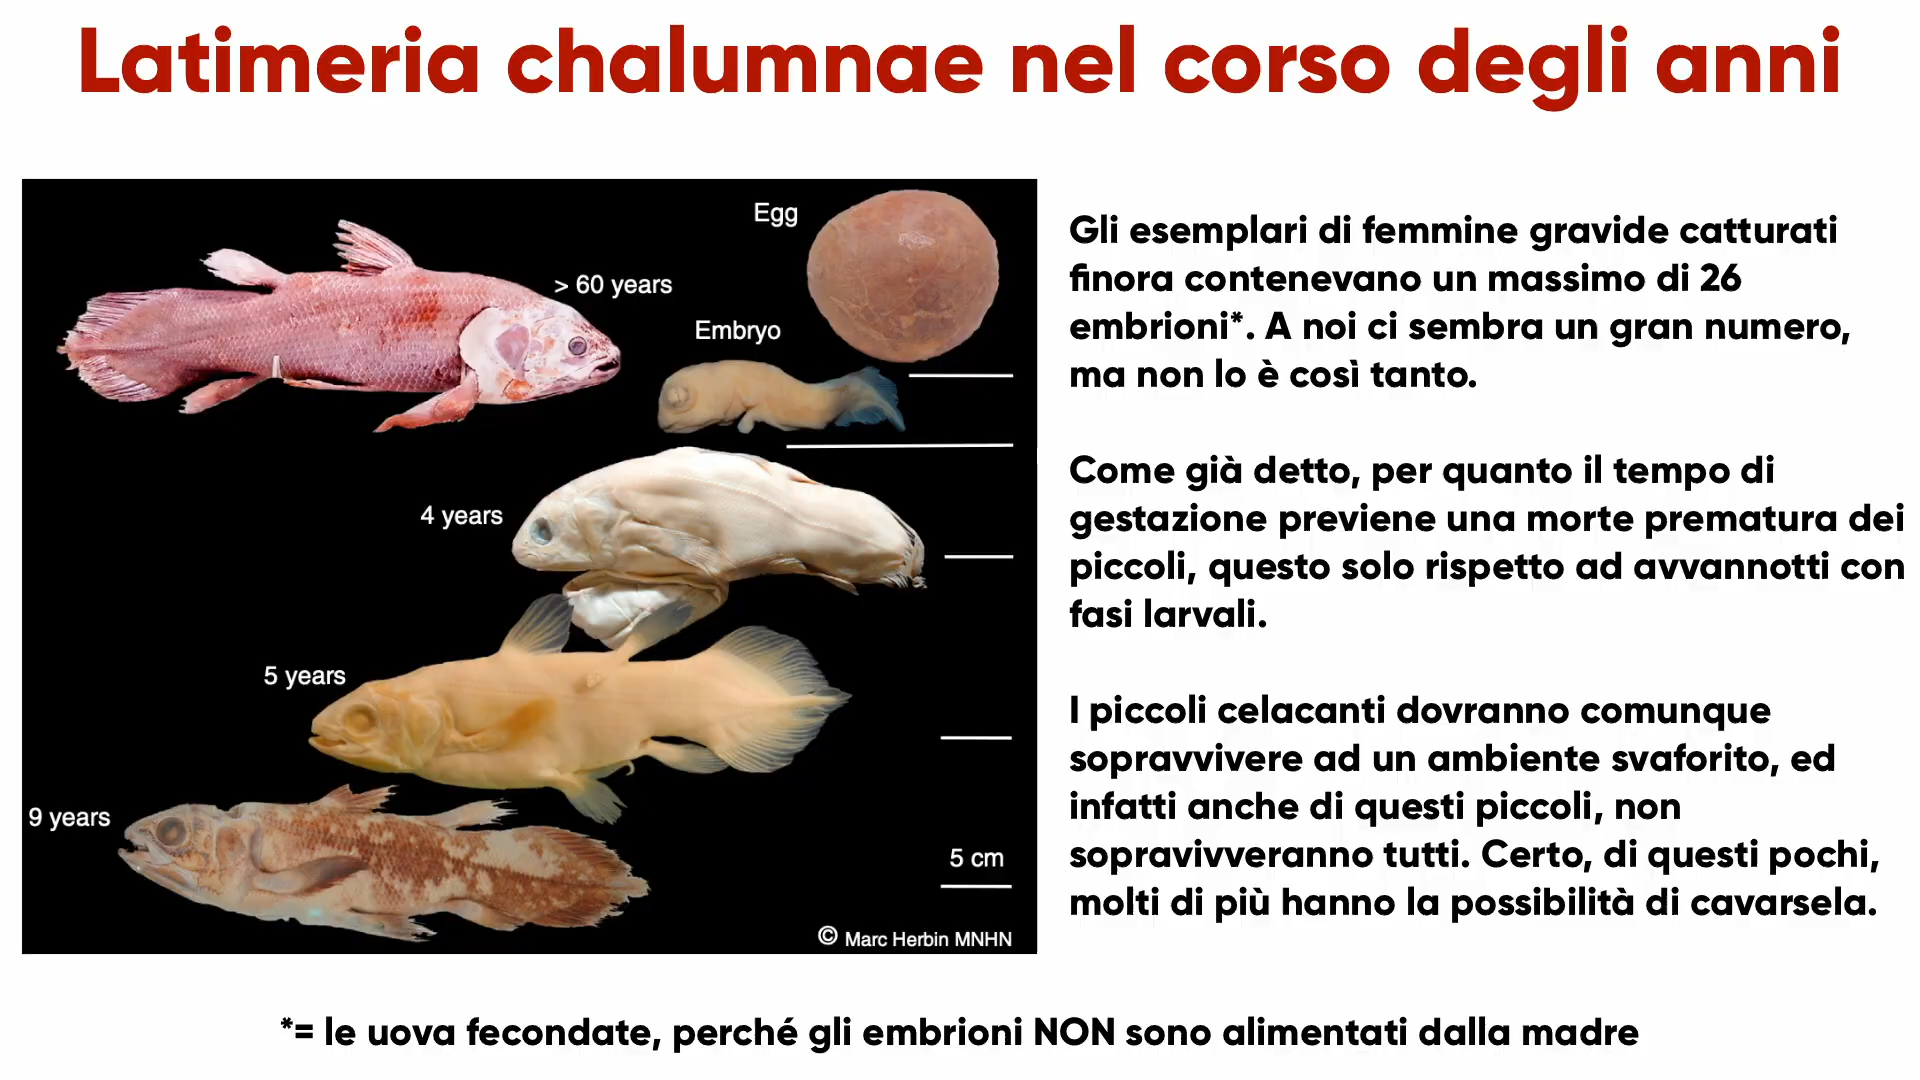 Latimeria chalumnae nel corso degli anni
Egg
> 60 years
Embryo
4 years
5 years
9 years
5 cm
© Marc Herbin MNHN
Gli esemplari di femmine gravide catturati
finora contenevano un massimo di 26
embrioni*. A noi ci sembra un gran numero,
ma non lo è così tanto.
Come già detto, per quanto il tempo di
gestazione previene una morte prematura dei
piccoli, questo solo rispetto ad avvannotti con
fasi larvali.
I piccoli celacanti dovranno comunque
sopravvivere ad un ambiente svaforito, ed
infatti anche di questi piccoli, non
sopravivveranno tutti. Certo, di questi pochi,
molti di più hanno la possibilità di cavarsela.
*= le uova fecondate, perché gli embrioni NON sono alimentati dalla madre